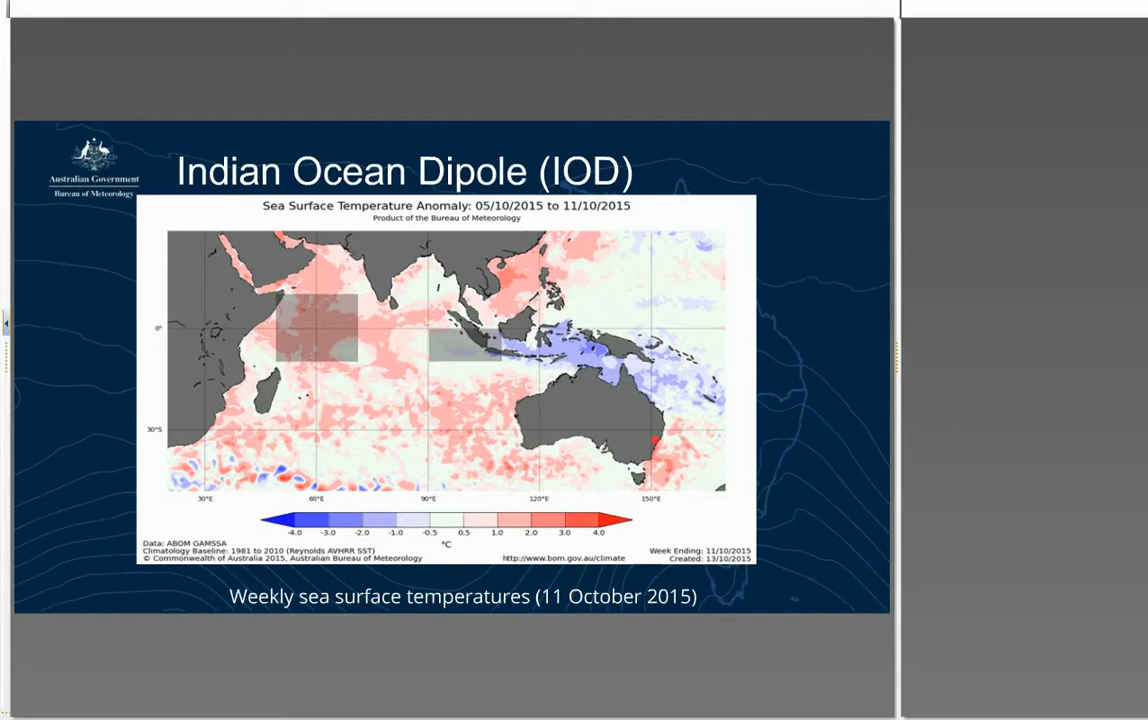 Australian Government
Bureau of Meteorology
Indian Ocean Dipole (IOD)
Sea Surface Temperature Anomaly: 05/10/2015 to 11/10/2015
Product of the Bureau of Meteorology
0°
30°S
30°E 60°E 90°E 120°E 150°E
-4.0 -3.0 -2.0 -1.0 -0.5 0.5 1.0 2.0 3.0 4.0
°C
Data: ABOM GAMSSA
Climatology Baseline: 1981 to 2010 (Reynolds AVHRR SST)
© Commonwealth of Australia 2015, Australian Bureau of Meteorology
http://www.bom.gov.au/climate
Week Ending: 11/10/2015
Created: 13/10/2015
Weekly sea surface temperatures (11 October 2015)